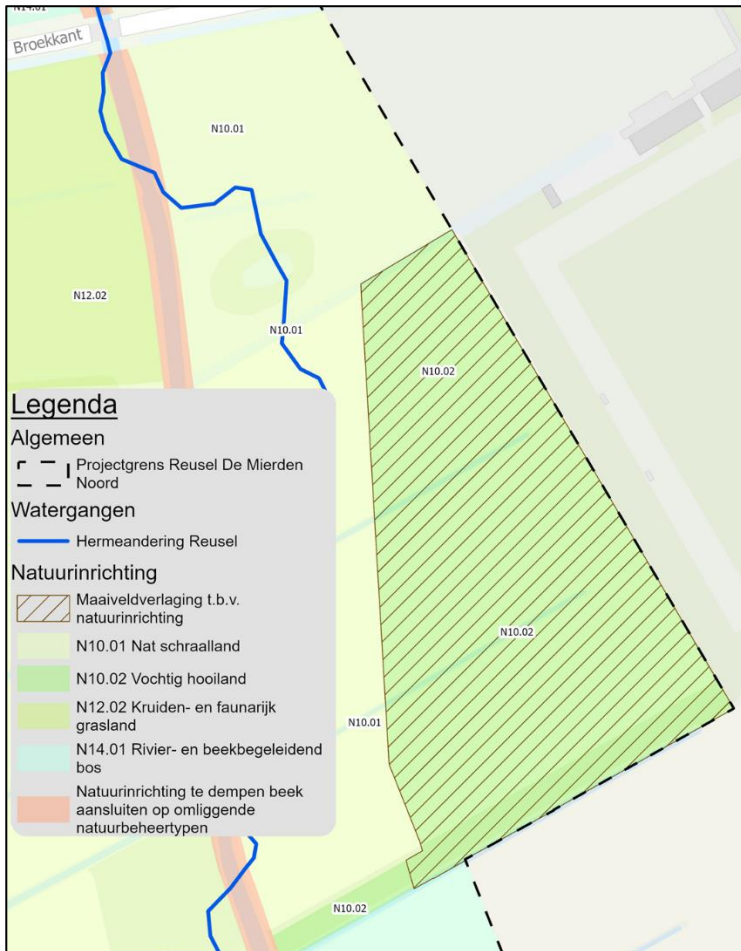 N14.01
Broekkant
N10.01
N12.02
N10.01
N10.02
Legenda
Algemeen
Projectgrens Reusel De Mierden
Noord
Watergangen
Hermeandering Reusel
Natuurinrichting
Maaiveldverlaging t.b.v.
natuurinrichting
N10.01 Nat schraalland
N10.02 Vochtig hooiland
N12.02 Kruiden- en faunarijk
grasland
N14.01 Rivier- en beekbegeleidend
bos
Natuurinrichting te dempen beek
aansluiten op omliggende
natuurbeheertypen
N10.02
N10.01
N10.02